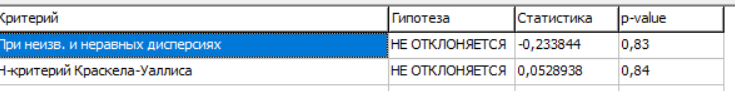 Критерий Гипотеза Статистика p-value
При неизв. и неравных дисперсиях НЕ ОТКЛОНЯЕТСЯ -0,233844 0,83
Н-критерий Краскела-Уаллиса НЕ ОТКЛОНЯЕТСЯ 0,0528938 0,84